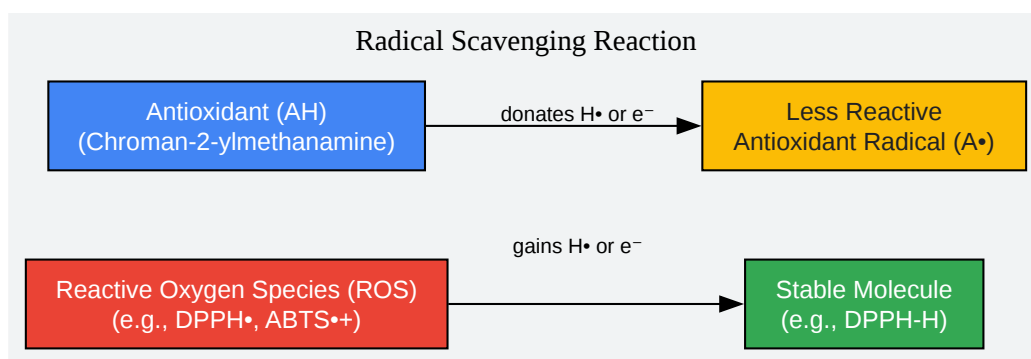 Radical Scavenging Reaction
Antioxidant (AH)
(Chroman-2-ylmethanamine)
donates H• or e⁻
Less Reactive
Antioxidant Radical (A•)
gains H• or e⁻
Reactive Oxygen Species (ROS)
(e.g., DPPH•, ABTS•+)
Stable Molecule
(e.g., DPPH-H)